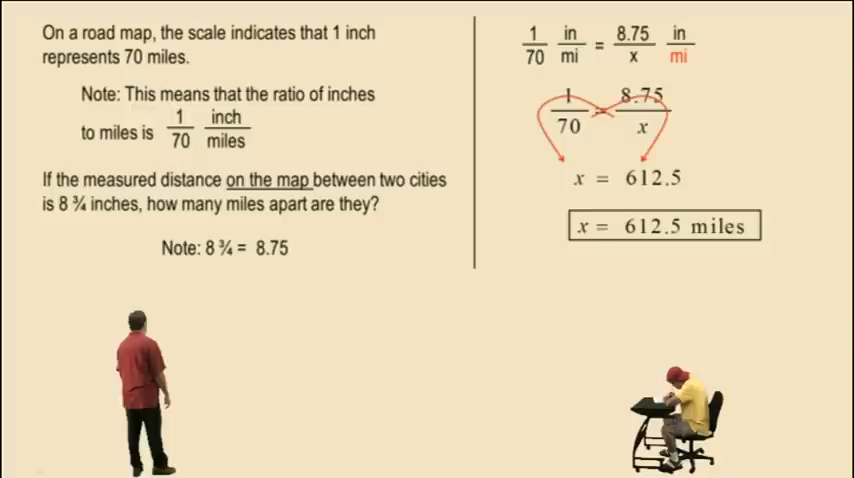 On a road map, the scale indicates that 1 inch
represents 70 miles.
Note: This means that the ratio of inches
to miles is 1/70 inch/miles
If the measured distance on the map between two cities
is 8 ¾ inches, how many miles apart are they?
Note: 8 ¾ = 8.75
1/70 in/mi = 8.75/x in/mi
1/70 = 8.75/x
x = 612.5
x = 612.5 miles